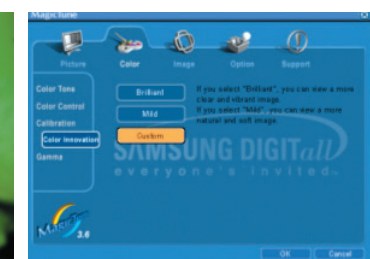 MagicTune
Picture
Color
Image
Option
Support
Color Tone
Color Control
Calibration
Color Innovation
Gamma
Brilliant
Mild
Custom
If you select "Brilliant", you can view a more
clear and vibrant image.
If you select "Mild", you can view a more
natural and soft image.
SAMSUNG DIGITall
everyone's invited™
MagicTune
3.6
OK
Cancel